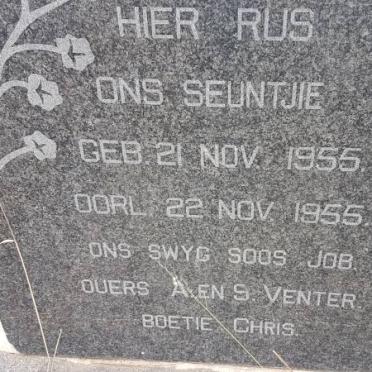 HIER RUS
ONS SEUNTJIE
GEB. 21 NOV. 1955.
OORL. 22 NOV. 1955.
ONS SWYG SOOS JOB.
OUERS A. EN S. VENTER.
BOETIE CHRIS.